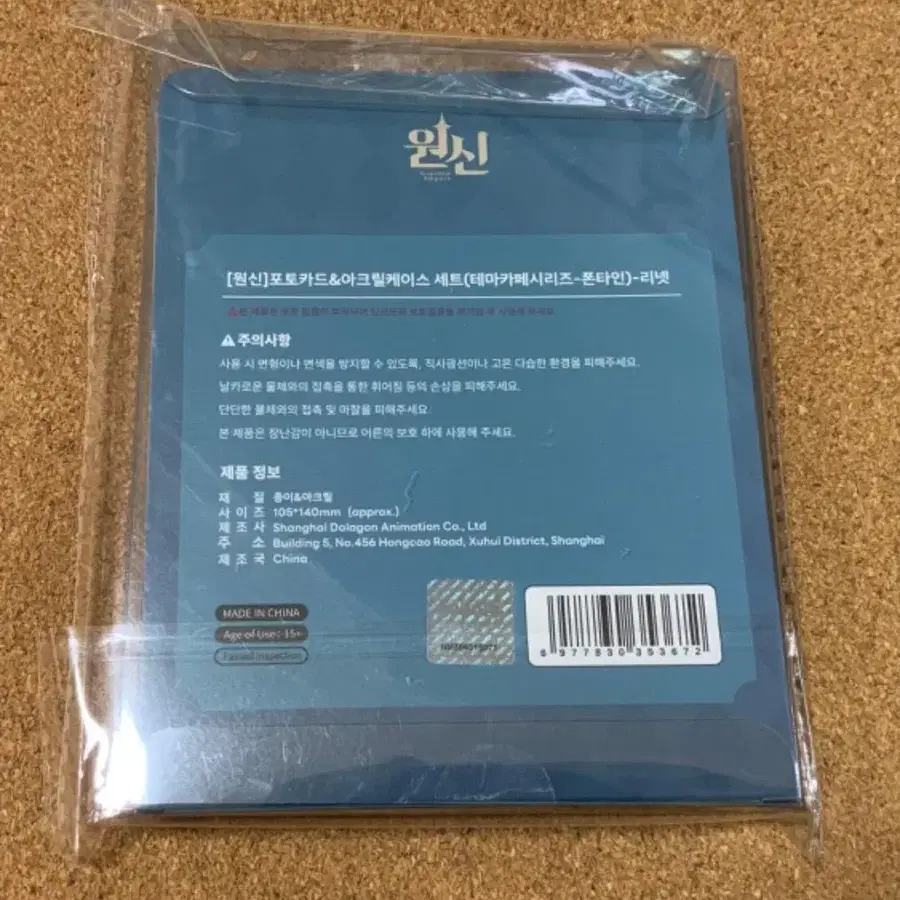 원신
[원신]포토카드&아크릴케이스 세트(테마카페시리즈-폰타인)-리넷
주의사항
사용 시 변형이나 변색을 방지할 수 있도록, 직사광선이나 고온 다습한 환경을 피해주세요.
날카로운 물체와의 접촉을 통한 휘어짐 등의 손상을 피해주세요.
단단한 물체와의 접촉 및 마찰을 피해주세요.
본 제품은 장난감이 아니므로 어른의 보호 하에 사용해 주세요.
제품 정보
재 질 종이&아크릴
사 이 즈 105*140mm (approx.)
제 조 사 Shanghai Dolagon Animation Co., Ltd
주 소 Building 5, No.456 Hongcao Road, Xuhui District, Shanghai
제 조 국 China
MADE IN CHINA
Age of Use: 15+
Passed Inspection
6 977830 353672